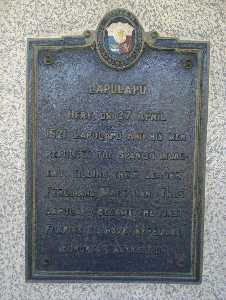 LAPULAPU
HERE, ON 27 APRIL
1521, LAPULAPU AND HIS MEN
REPULSED THE SPANISH INVAD-
ERS, KILLING THEIR LEADER,
FERDINAND MAGELLAN. THUS,
LAPULAPU BECAME THE FIRST
FILIPINO TO HAVE REPELLED
EUROPEAN AGGRESSION.